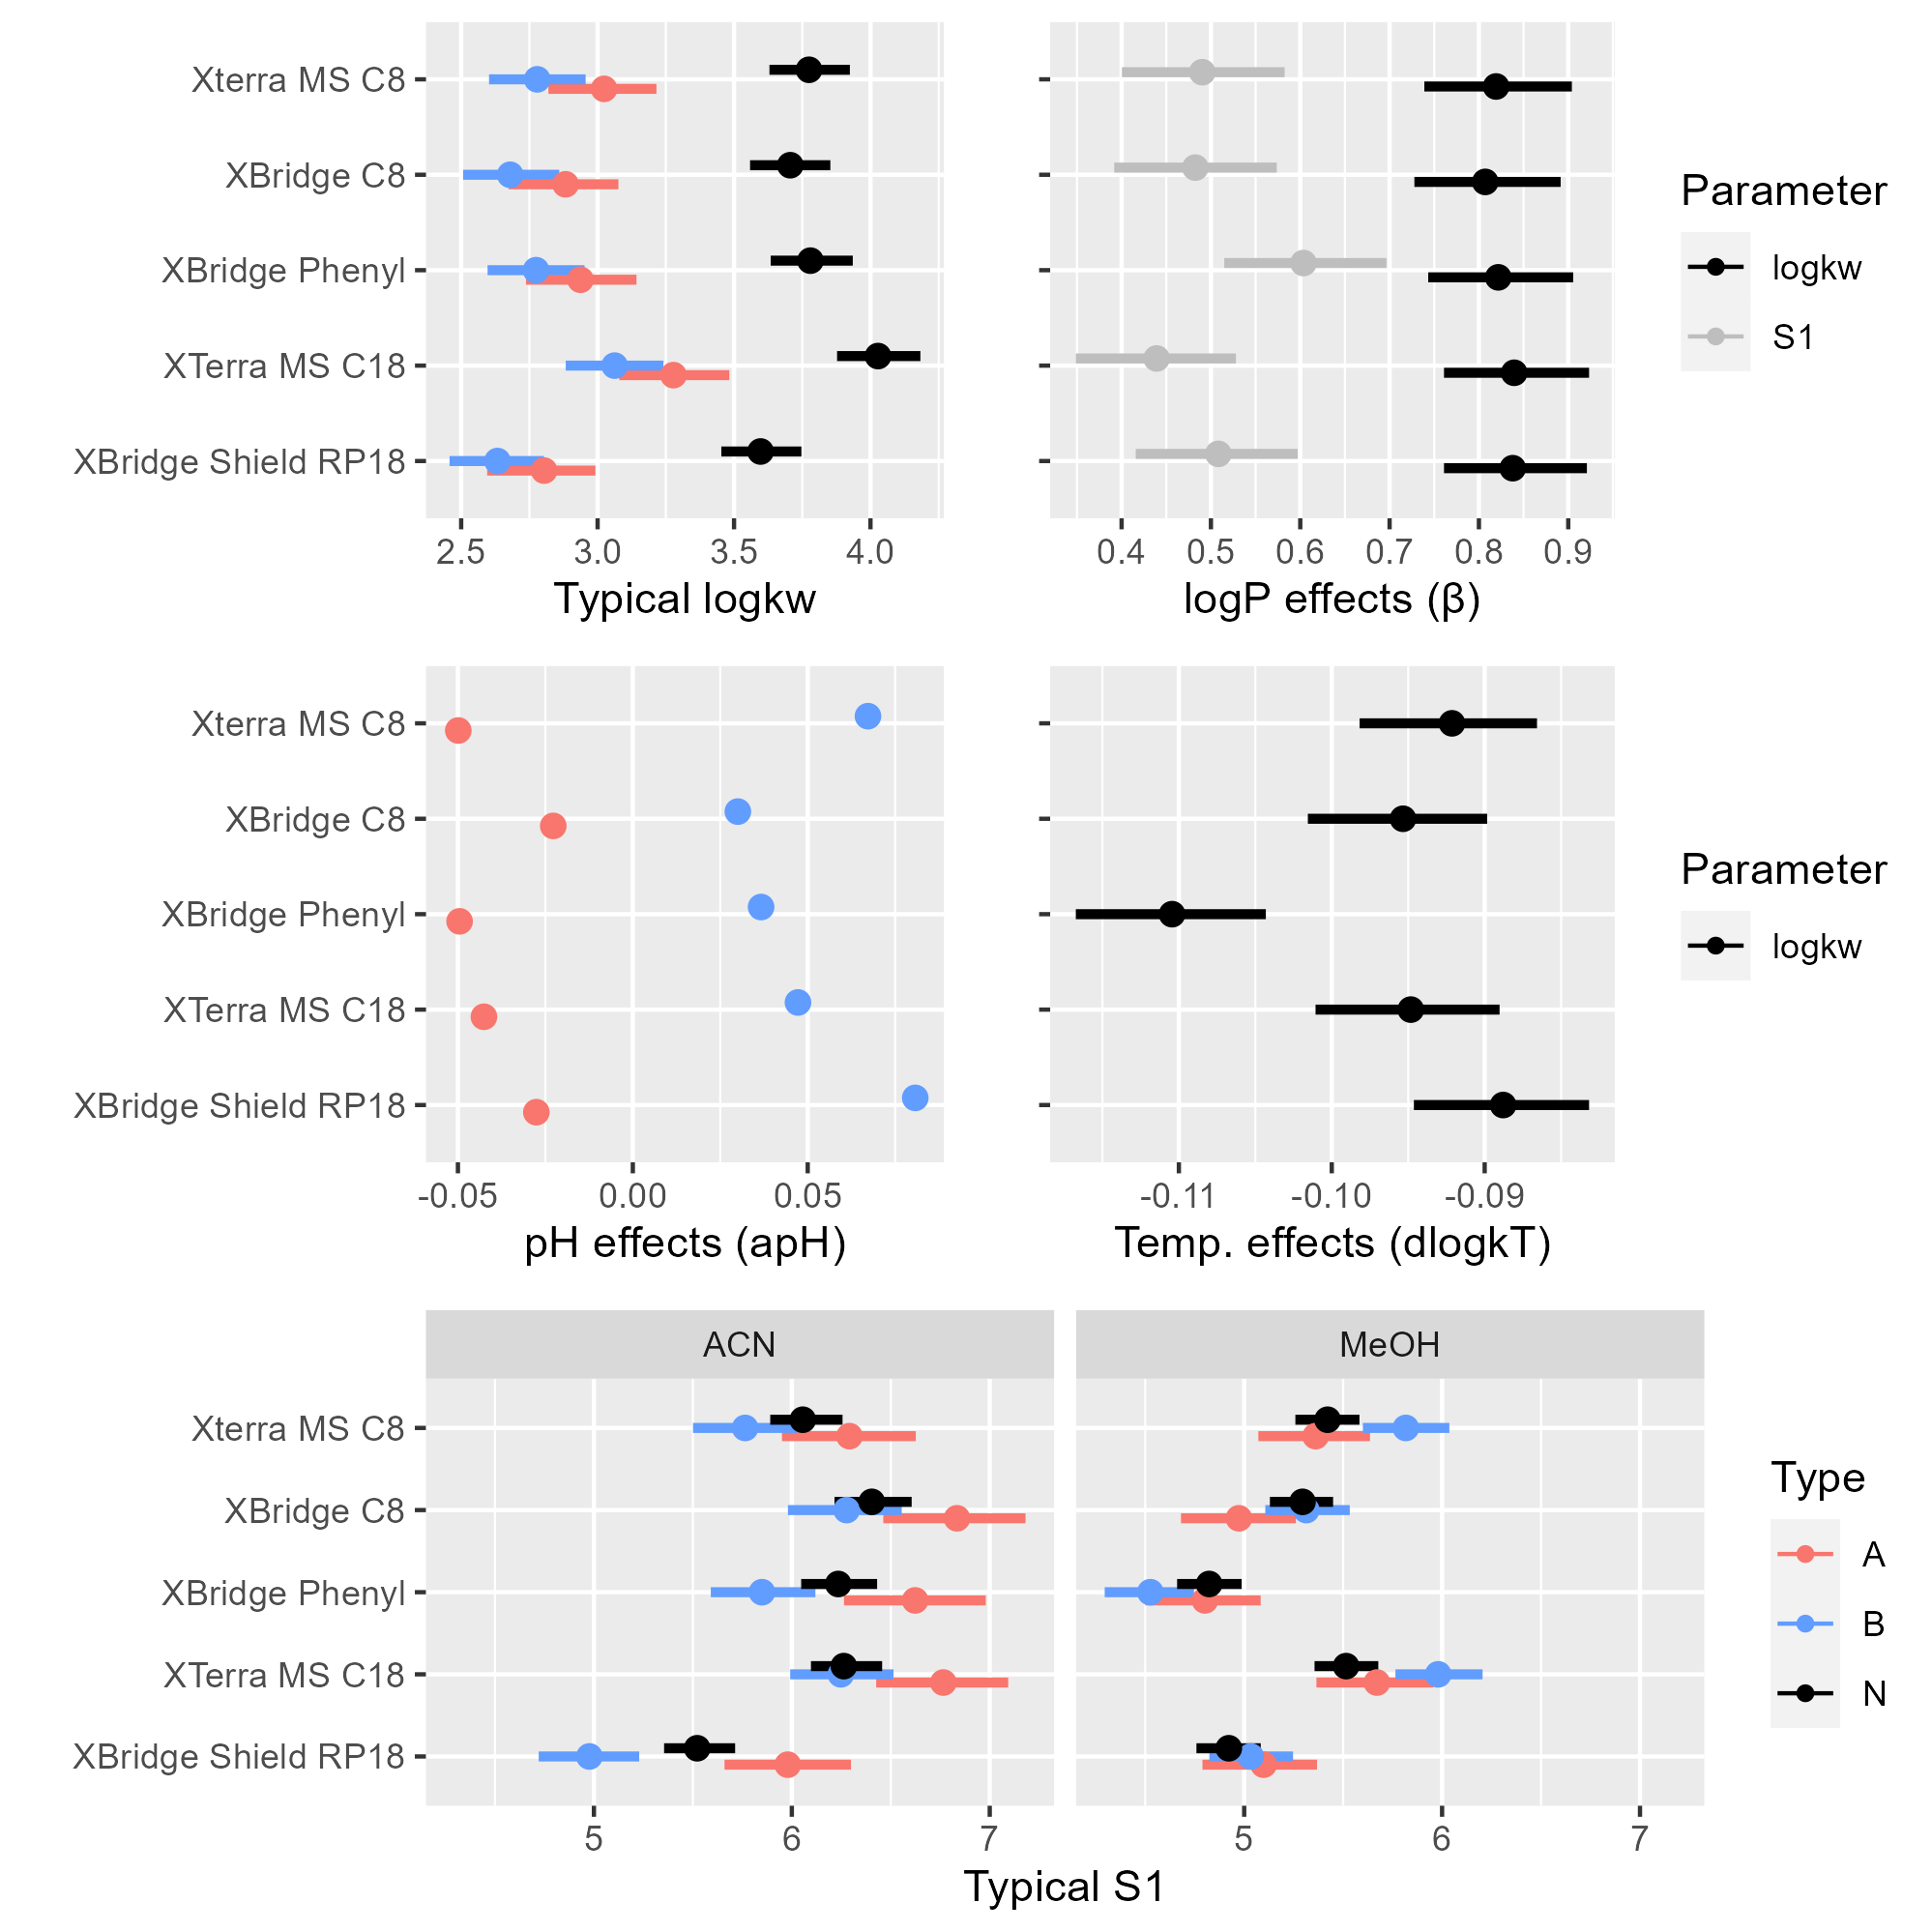 Xterra MS C8
XBridge C8
XBridge Phenyl
XTerra MS C18
XBridge Shield RP18
2.5 3.0 3.5 4.0
Typical logkw
0.4 0.5 0.6 0.7 0.8 0.9
logP effects (β)
Parameter
logkw
S1
Xterra MS C8
XBridge C8
XBridge Phenyl
XTerra MS C18
XBridge Shield RP18
-0.05 0.00 0.05
pH effects (apH)
-0.11 -0.10 -0.09
Temp. effects (dlogkT)
Parameter
logkw
ACN
MeOH
Xterra MS C8
XBridge C8
XBridge Phenyl
XTerra MS C18
XBridge Shield RP18
5 6 7
5 6 7
Typical S1
Type
A
B
N